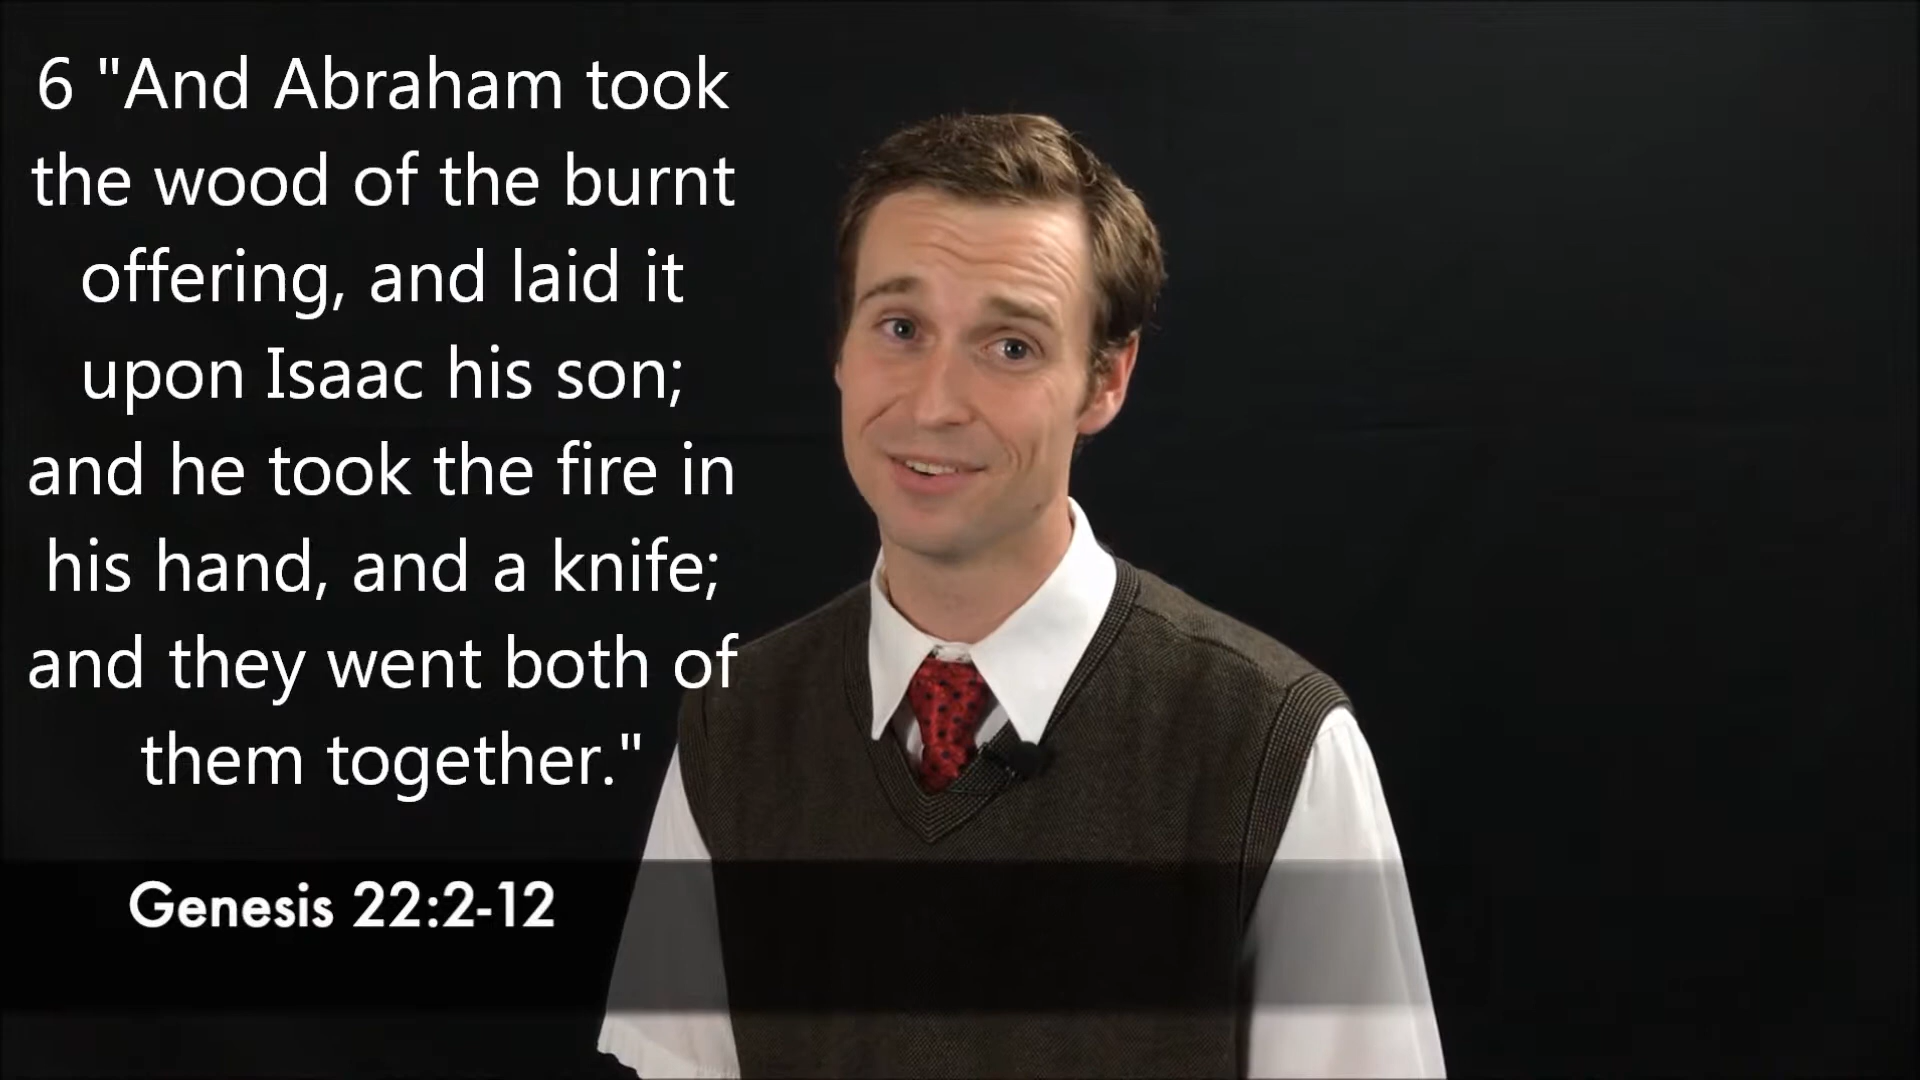 6 "And Abraham took
the wood of the burnt
offering, and laid it
upon Isaac his son;
and he took the fire in
his hand, and a knife;
and they went both of
them together."
Genesis 22:2-12